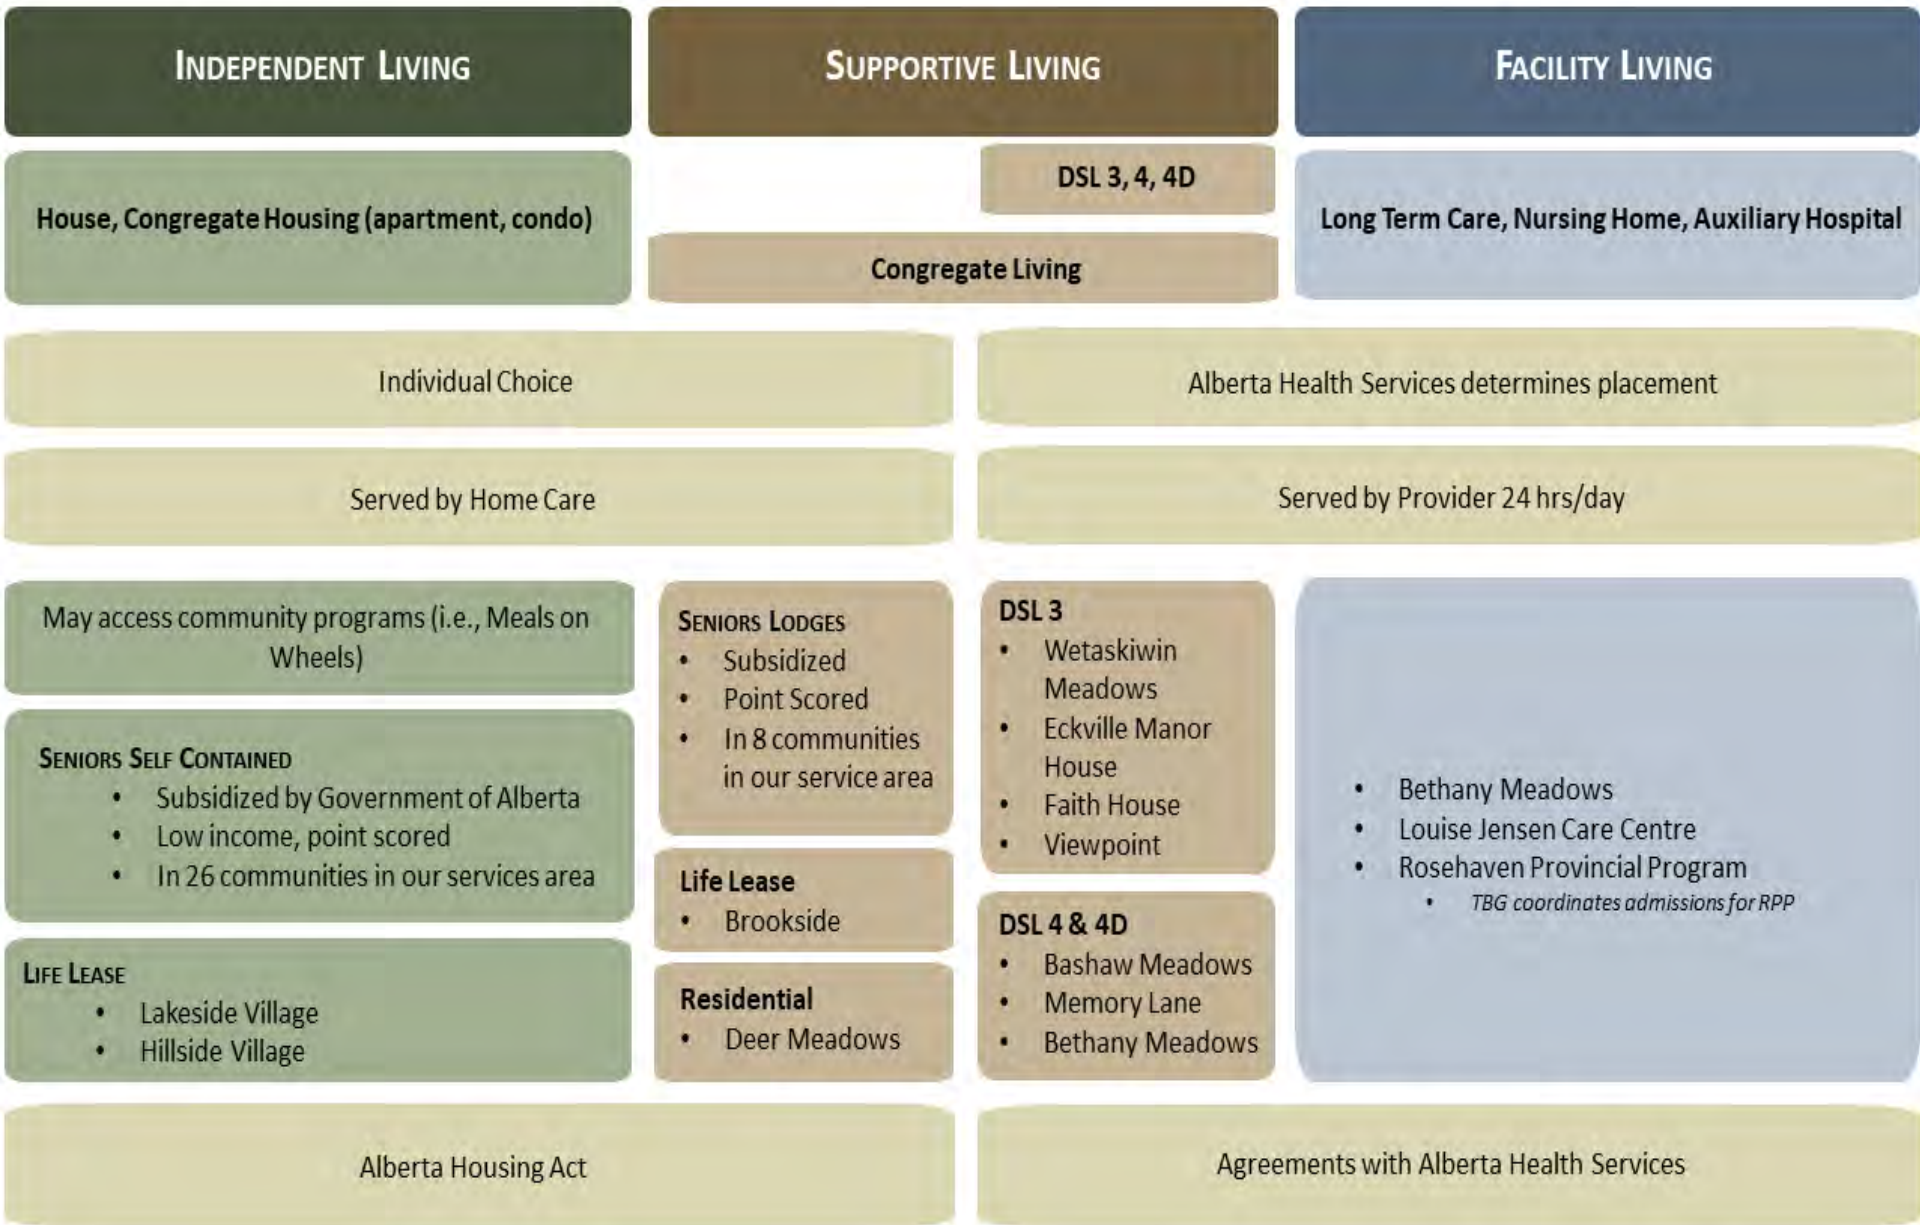 INDEPENDENT LIVING
SUPPORTIVE LIVING
FACILITY LIVING
House, Congregate Housing (apartment, condo)
DSL 3, 4, 4D
Congregate Living
Long Term Care, Nursing Home, Auxiliary Hospital
Individual Choice
Alberta Health Services determines placement
Served by Home Care
Served by Provider 24 hrs/day
May access community programs (i.e., Meals on
Wheels)
SENIORS SELF CONTAINED
• Subsidized by Government of Alberta
• Low income, point scored
• In 26 communities in our services area
LIFE LEASE
• Lakeside Village
• Hillside Village
SENIORS LODGES
• Subsidized
• Point Scored
• In 8 communities
in our service area
Life Lease
• Brookside
Residential
• Deer Meadows
DSL 3
• Wetaskiwin
Meadows
• Eckville Manor
House
• Faith House
• Viewpoint
DSL 4 & 4D
• Bashaw Meadows
• Memory Lane
• Bethany Meadows
• Bethany Meadows
• Louise Jensen Care Centre
• Rosehaven Provincial Program
• TBG coordinates admissions for RPP
Alberta Housing Act
Agreements with Alberta Health Services